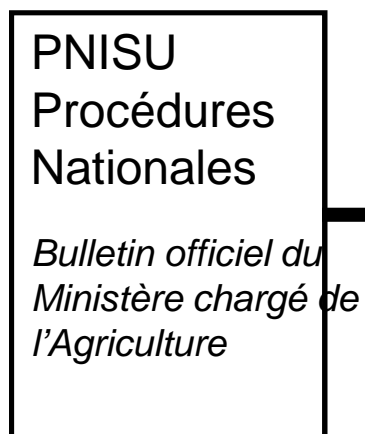 PNISU
Procédures
Nationales
Bulletin officiel du
Ministère chargé de
l'Agriculture